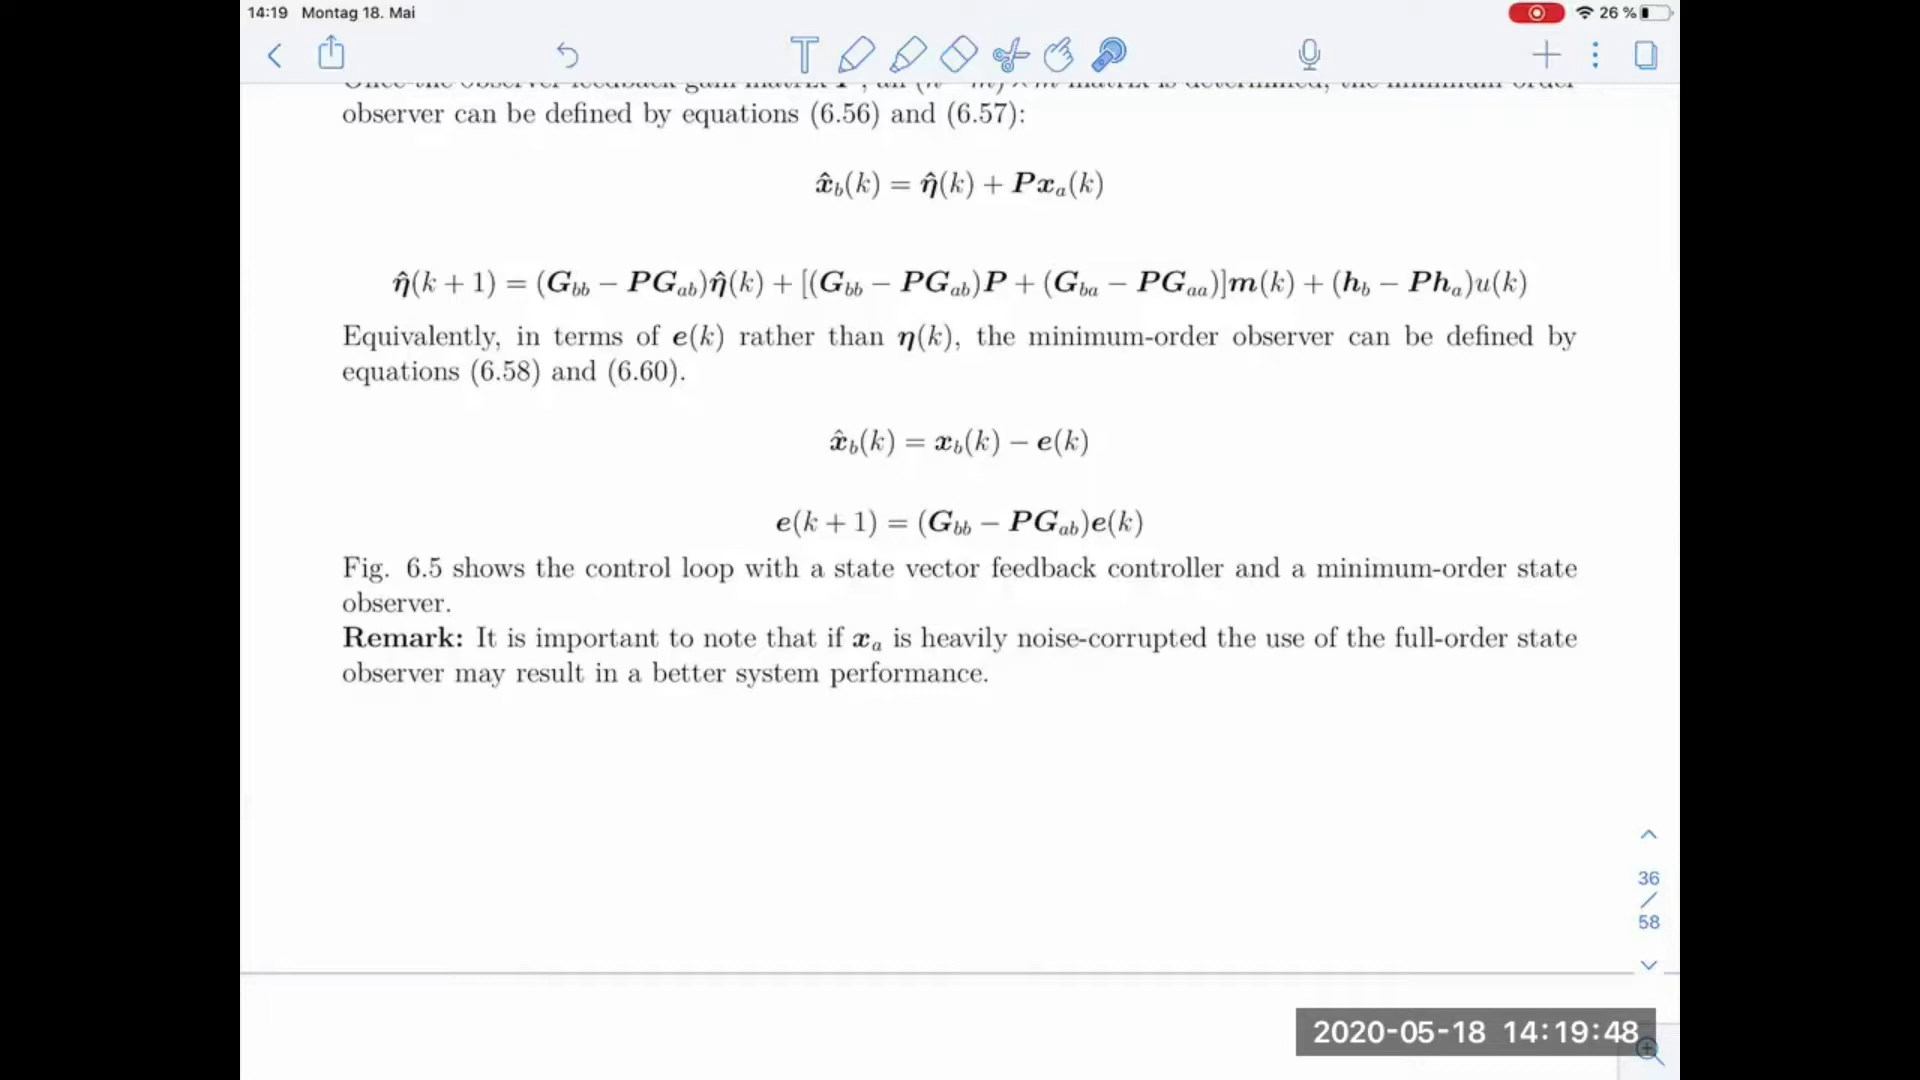 14:19 Montag 18. Mai
26 %
observer can be defined by equations (6.56) and (6.57):
x̂_b(k) = η̂(k) + Px_a(k)
η̂(k + 1) = (G_bb − PG_ab)η̂(k) + [(G_bb − PG_ab)P + (G_ba − PG_aa)]m(k) + (h_b − Ph_a)u(k)
Equivalently, in terms of e(k) rather than η(k), the minimum-order observer can be defined by
equations (6.58) and (6.60).
x̂_b(k) = x_b(k) − e(k)
e(k + 1) = (G_bb − PG_ab)e(k)
Fig. 6.5 shows the control loop with a state vector feedback controller and a minimum-order state
observer.
Remark: It is important to note that if x_a is heavily noise-corrupted the use of the full-order state
observer may result in a better system performance.
36
/
58
2020-05-18 14:19:48